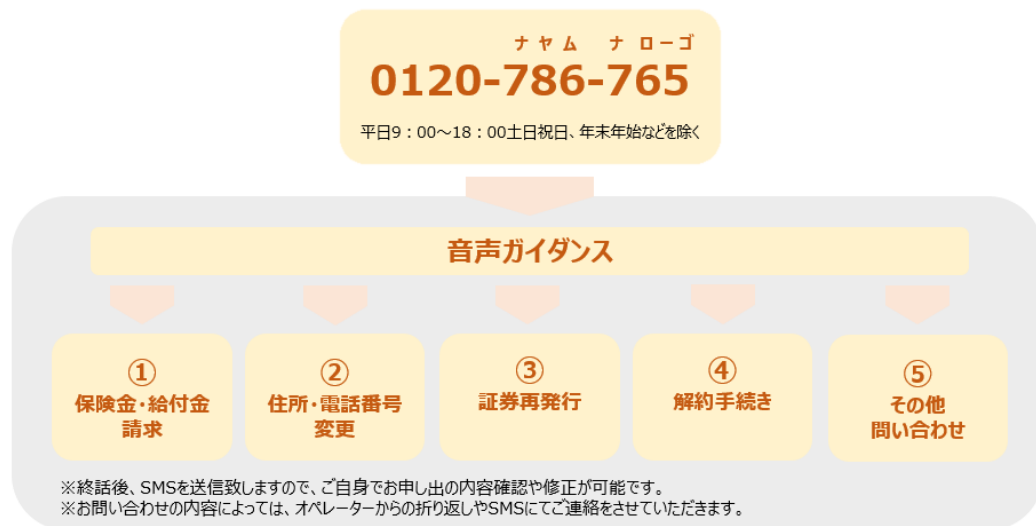 ナヤム ナ ローゴ
0120-786-765
平日9：00～18：00土日祝日、年末年始などを除く
音声ガイダンス
①
保険金・給付金
請求
②
住所・電話番号
変更
③
証券再発行
④
解約手続き
⑤
その他
問い合わせ
※終話後、SMSを送信致しますので、ご自身でお申し出の内容確認や修正が可能です。
※お問い合わせの内容によっては、オペレーターからの折り返しやSMSにてご連絡をさせていただきます。